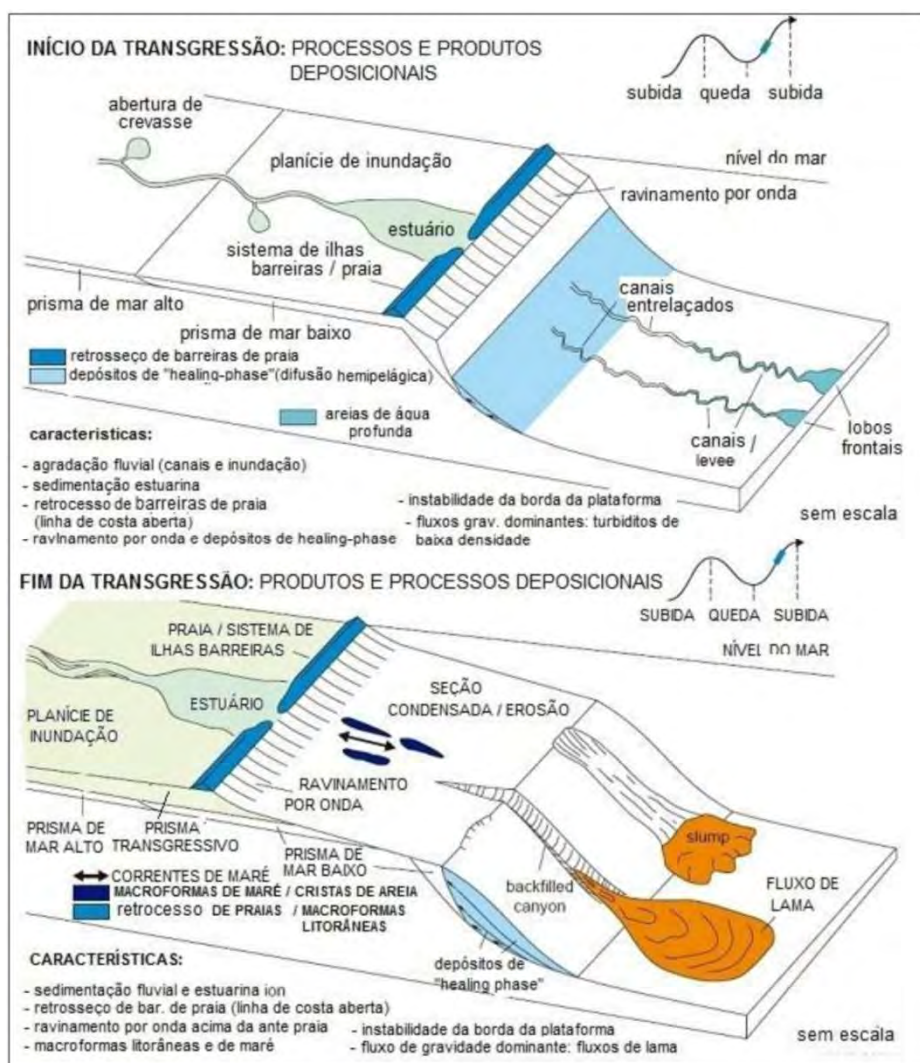 INÍCIO DA TRANSGRESSÃO: PROCESSOS E PRODUTOS
DEPOSICIONAIS
subida queda subida
nível do mar
abertura de
crevasse
planície de inundação
ravinamento por onda
estuário
sistema de ilhas
barreiras / praia
canais
entrelaçados
prisma de mar alto
prisma de mar baixo
retrosseço de barreiras de praia
depósitos de "healing-phase"(difusão hemipelágica)
areias de água
profunda
canais /
levee
lobos
frontais
características:
- agradação fluvial (canais e inundação)
- sedimentação estuarina
- retrocesso de barreiras de praia
(linha de costa aberta)
- ravinamento por onda e depósitos de healing-phase
- instabilidade da borda da plataforma
- fluxos grav. dominantes: turbiditos de
baixa densidade
sem escala
FIM DA TRANSGRESSÃO: PRODUTOS E PROCESSOS DEPOSICIONAIS
SUBIDA QUEDA SUBIDA
NÍVEL DO MAR
PRAIA / SISTEMA DE
ILHAS BARREIRAS
ESTUÁRIO
SEÇÃO
CONDENSADA / EROSÃO
PLANÍCIE DE
INUNDAÇÃO
RAVINAMENTO
POR ONDA
PRISMA DE
MAR ALTO
PRISMA
TRANSGRESSIVO
PRISMA DE
MAR BAIXO
slump
backfilled
canyon
FLUXO DE
LAMA
CORRENTES DE MARÉ
MACROFORMAS DE MARÉ / CRISTAS DE AREIA
retrocesso DE PRAIAS / MACROFORMAS
LITORÂNEAS
depósitos de
"healing phase"
CARACTERÍSTICAS:
- sedimentação fluvial e estuarina ion
- retrosseço de bar. de praia (linha de costa aberta)
- ravinamento por onda acima da ante praia
- macroformas litorâneas e de maré
- instabilidade da borda da plataforma
- fluxo de gravidade dominante: fluxos de lama
sem escala